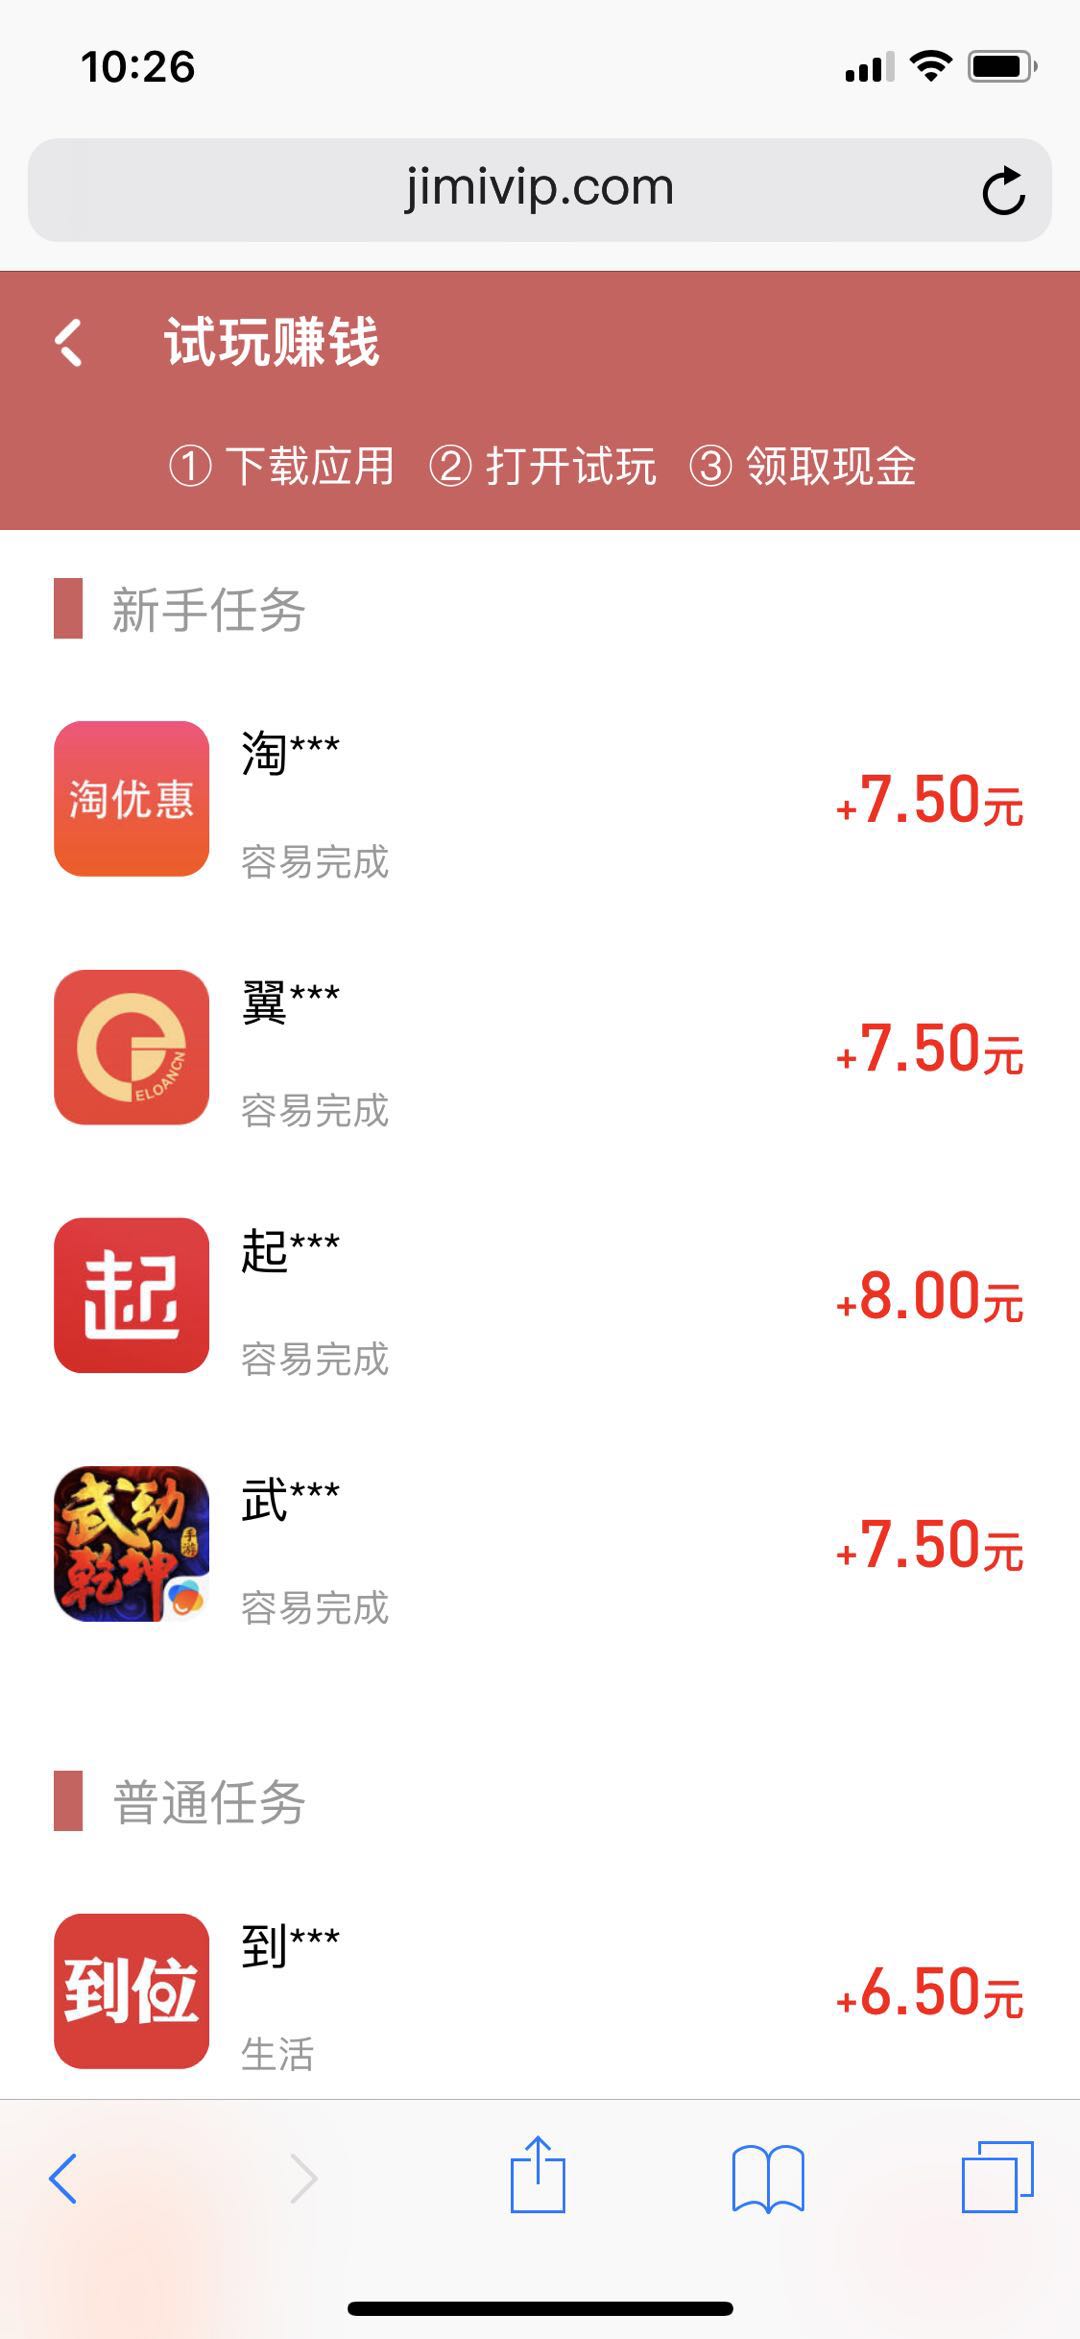 10:26
jimivip.com
试玩赚钱
① 下载应用 ② 打开试玩 ③ 领取现金
新手任务
淘优惠
淘***
容易完成
+7.50元
ELOANCN
翼***
容易完成
+7.50元
起
起***
容易完成
+8.00元
武动
乾坤
手游
武***
容易完成
+7.50元
普通任务
到位
到***
生活
+6.50元